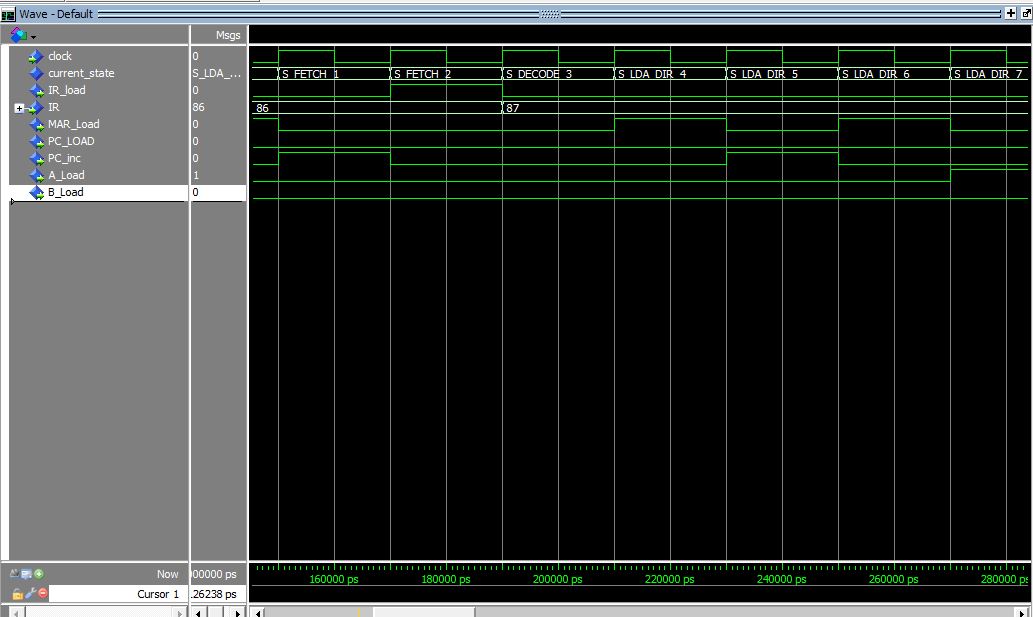 Wave - Default
Msgs
clock 0
current_state S_LDA_... S_FETCH_1 S_FETCH_2 S_DECODE_3 S_LDA_DIR_4 S_LDA_DIR_5 S_LDA_DIR_6 S_LDA_DIR_7
IR_load 0
IR 86 86 87
MAR_Load 0
PC_LOAD 0
PC_inc 0
A_Load 1
B_Load 0
Now 00000 ps 160000 ps 180000 ps 200000 ps 220000 ps 240000 ps 260000 ps 280000 ps
Cursor 1 .26238 ps